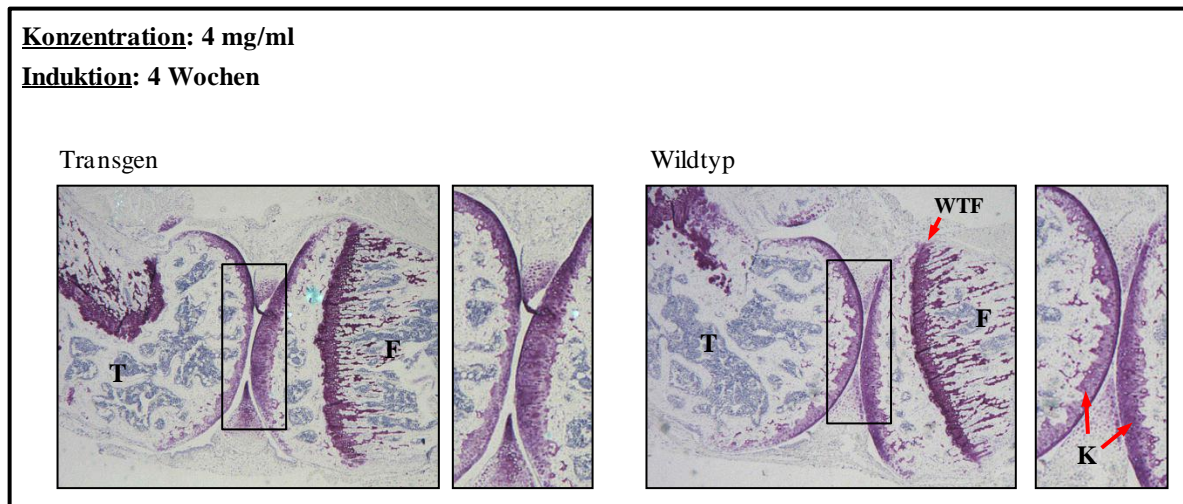 Konzentration: 4 mg/ml
Induktion: 4 Wochen
Transgen
Wildtyp
T
F
WTF
T
F
K